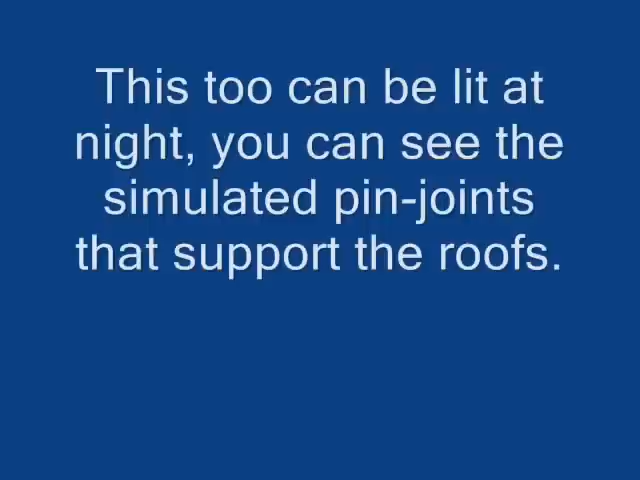 This too can be lit at
night, you can see the
simulated pin-joints
that support the roofs.